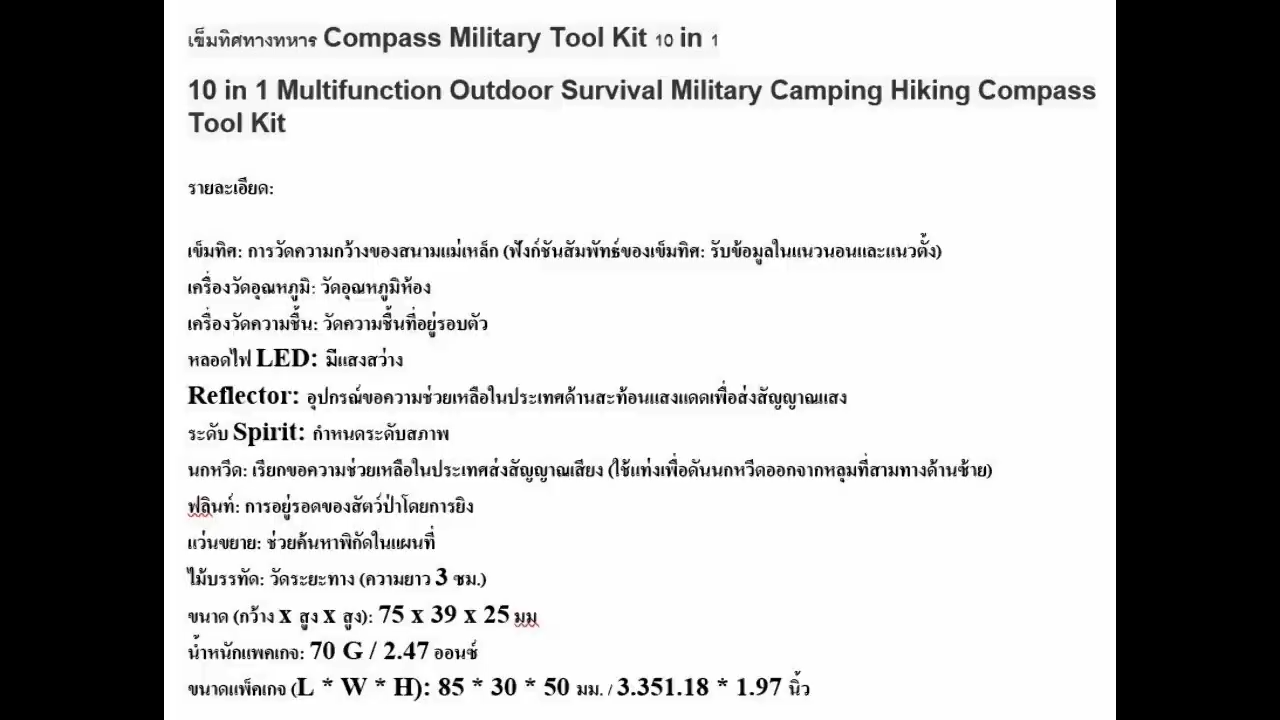 เข็มทิศทางทหาร Compass Military Tool Kit 10 in 1
10 in 1 Multifunction Outdoor Survival Military Camping Hiking Compass
Tool Kit
รายละเอียด:
เข็มทิศ: การวัดความกว้างของสนามแม่เหล็ก (ฟังก์ชันสัมพัทธ์ของเข็มทิศ: รับข้อมูลในแนวนอนและแนวตั้ง)
เครื่องวัดอุณหภูมิ: วัดอุณหภูมิห้อง
เครื่องวัดความชื้น: วัดความชื้นที่อยู่รอบตัว
หลอดไฟ LED: มีแสงสว่าง
Reflector: อุปกรณ์ขอความช่วยเหลือในประเทศด้านสะท้อนแสงแดดเพื่อส่งสัญญาณแสง
ระดับ Spirit: กำหนดระดับสภาพ
นกหวีด: เรียกขอความช่วยเหลือในประเทศส่งสัญญาณเสียง (ใช้แท่งเพื่อดันนกหวีดออกจากหลุมที่สามทางด้านซ้าย)
ฟลินท์: การอยู่รอดของสัตว์ป่าโดยการยิง
แว่นขยาย: ช่วยค้นหาพิกัดในแผนที่
ไม้บรรทัด: วัดระยะทาง (ความยาว 3 ซม.)
ขนาด (กว้าง x สูง x สูง): 75 x 39 x 25 มม
น้ำหนักแพคเกจ: 70 G / 2.47 ออนซ์
ขนาดแพ็คเกจ (L * W * H): 85 * 30 * 50 มม. / 3.351.18 * 1.97 นิ้ว